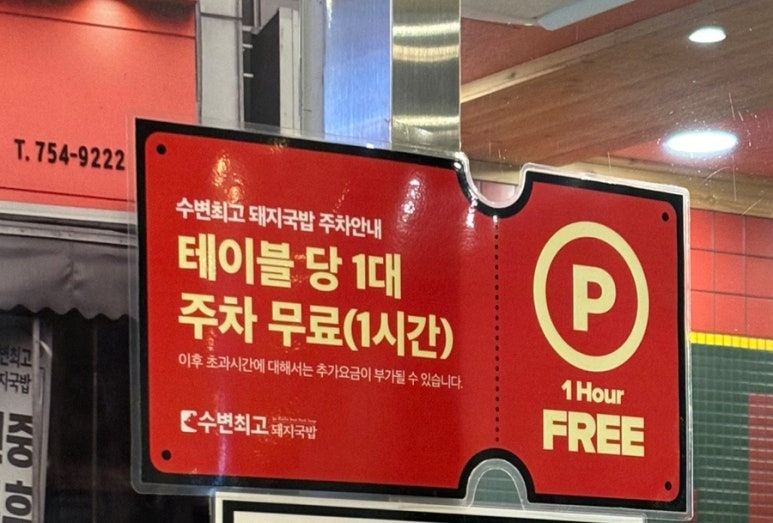 T. 754-9222
수변최고 돼지국밥 주차안내
테이블 당 1대
주차 무료(1시간)
이후 초과시간에 대해서는 추가요금이 부가될 수 있습니다.
수변최고 돼지국밥
P
1 Hour
FREE